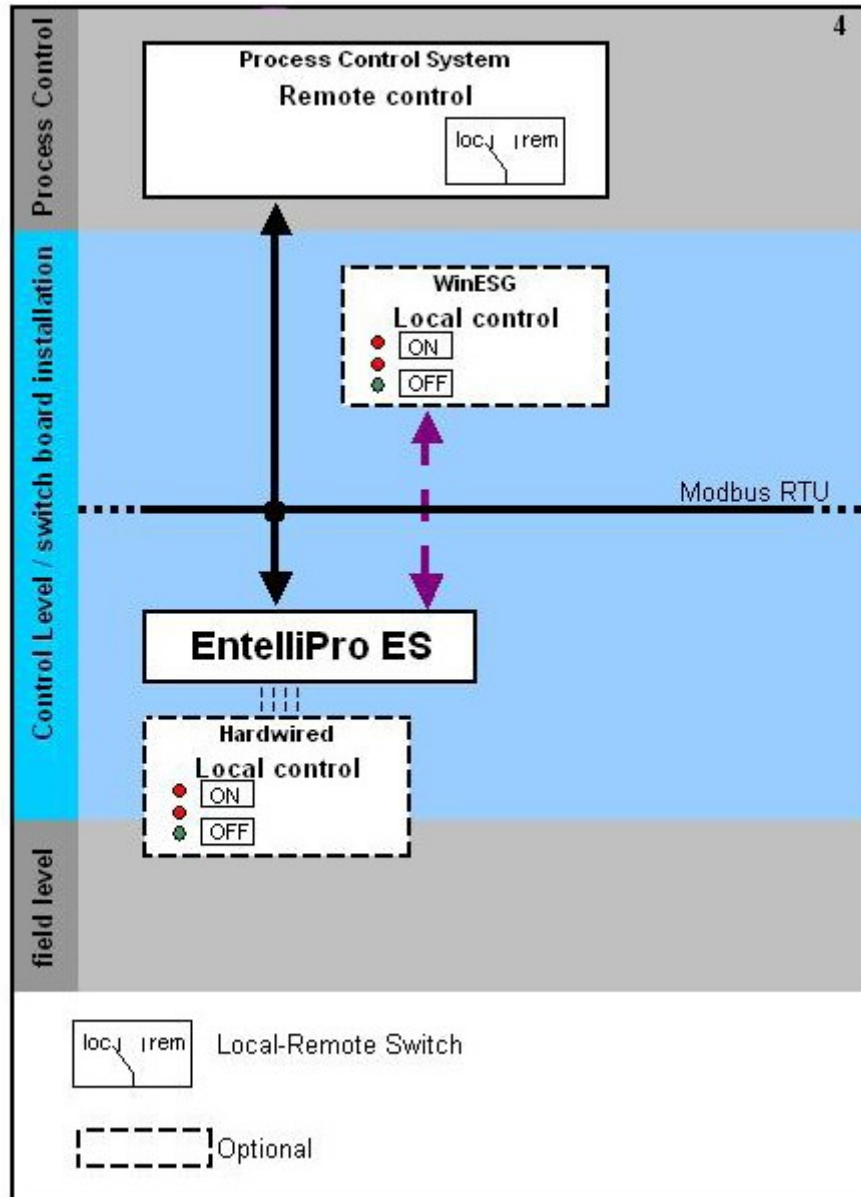 4
Process Control
Process Control System
Remote control
loc rem
Control Level / switch board installation
WinESG
Local control
ON
OFF
Modbus RTU
EntelliPro ES
Hardwired
Local control
ON
OFF
field level
loc rem
Local-Remote Switch
Optional